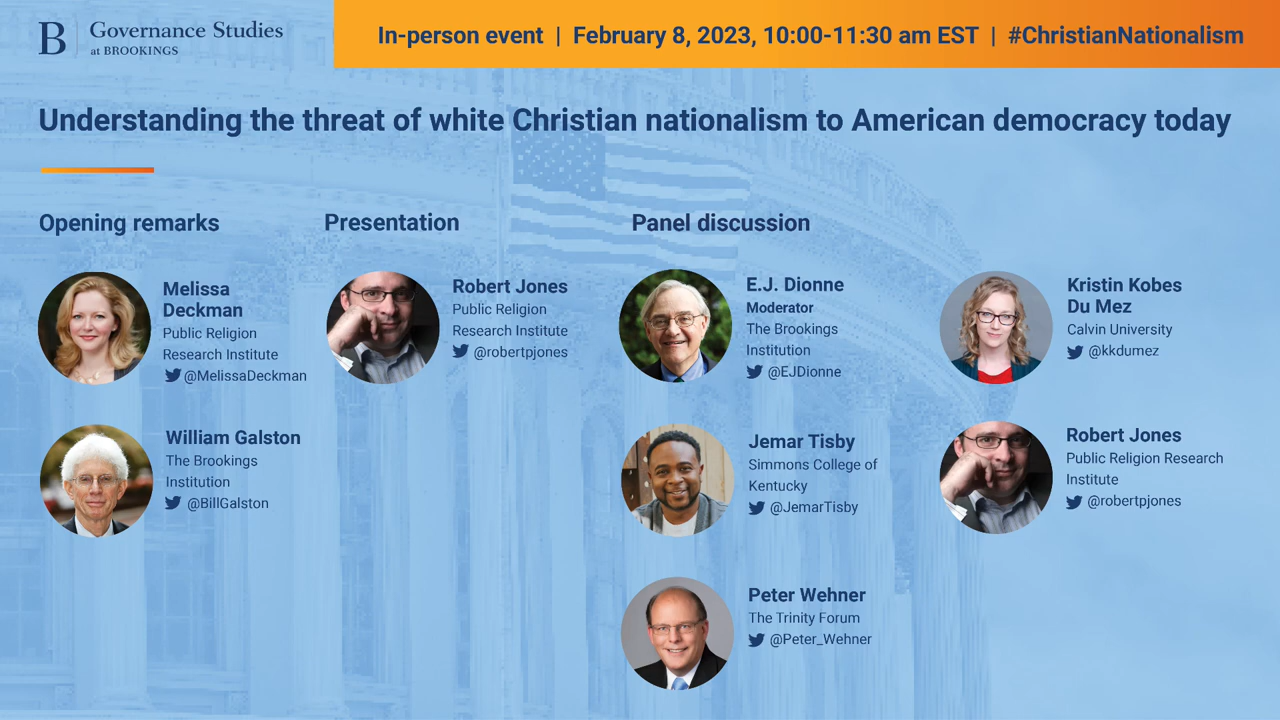 B
Governance Studies
at BROOKINGS
In-person event | February 8, 2023, 10:00-11:30 am EST | #ChristianNationalism
Understanding the threat of white Christian nationalism to American democracy today
Opening remarks
Melissa
Deckman
Public Religion
Research Institute
@MelissaDeckman
William Galston
The Brookings
Institution
@BillGalston
Presentation
Robert Jones
Public Religion
Research Institute
@robertpjones
Panel discussion
E.J. Dionne
Moderator
The Brookings
Institution
@EJDionne
Kristin Kobes
Du Mez
Calvin University
@kkdumez
Jemar Tisby
Simmons College of
Kentucky
@JemarTisby
Robert Jones
Public Religion Research
Institute
@robertpjones
Peter Wehner
The Trinity Forum
@Peter_Wehner